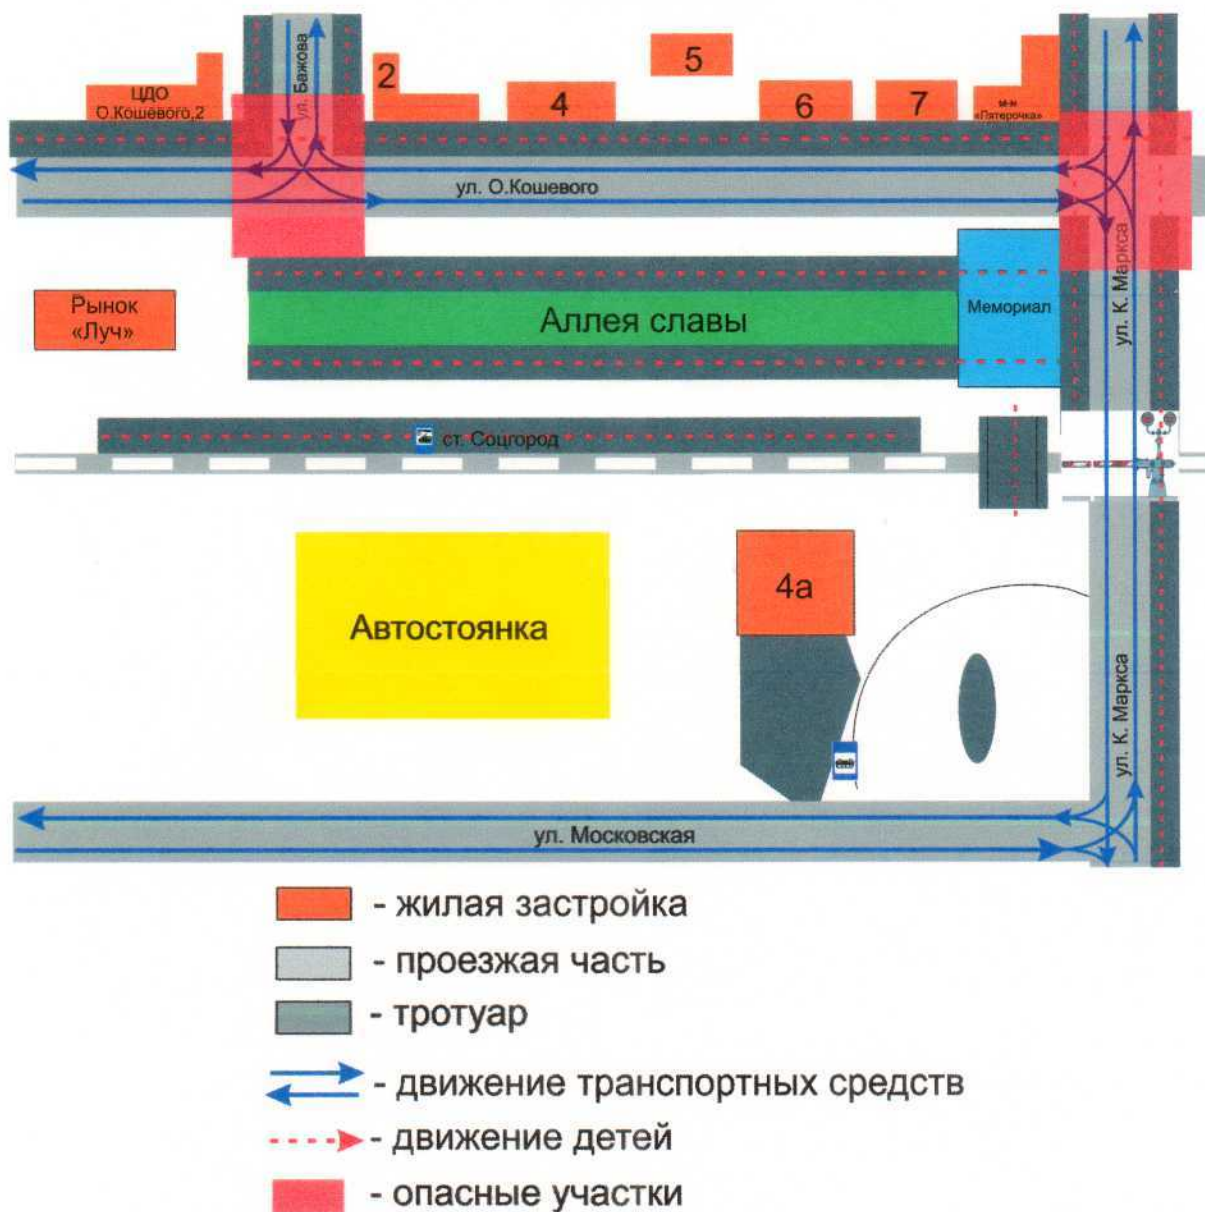 ул. Бажова
ЦДО
О.Кошевого,2
2
4
5
6
7
м-н
«Пятерочка»
ул. О.Кошевого
ул. К. Маркса
Рынок
«Луч»
Аллея славы
Мемориал
ст. Соцгород
Автостоянка
4а
ул. К. Маркса
ул. Московская
- жилая застройка
- проезжая часть
- тротуар
- движение транспортных средств
- движение детей
- опасные участки